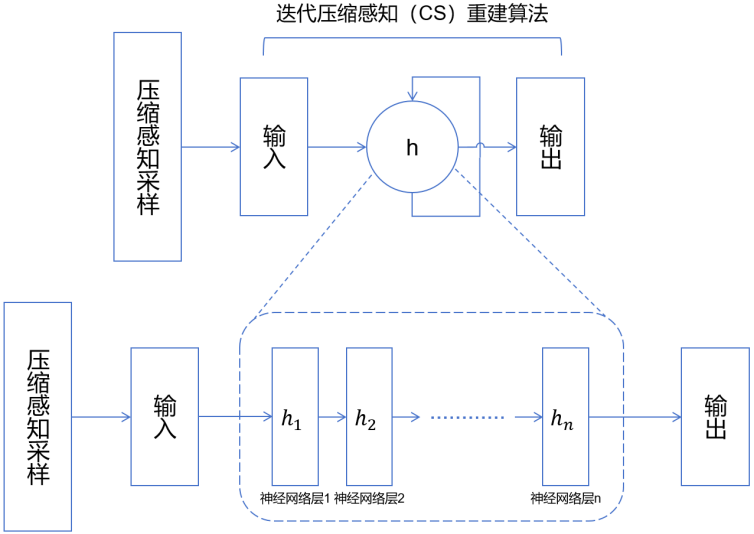 迭代压缩感知（CS）重建算法
压缩感知采样
输入
h
输出
压缩感知采样
输入
h₁
h₂
············
hₙ
输出
神经网络层1
神经网络层2
神经网络层n